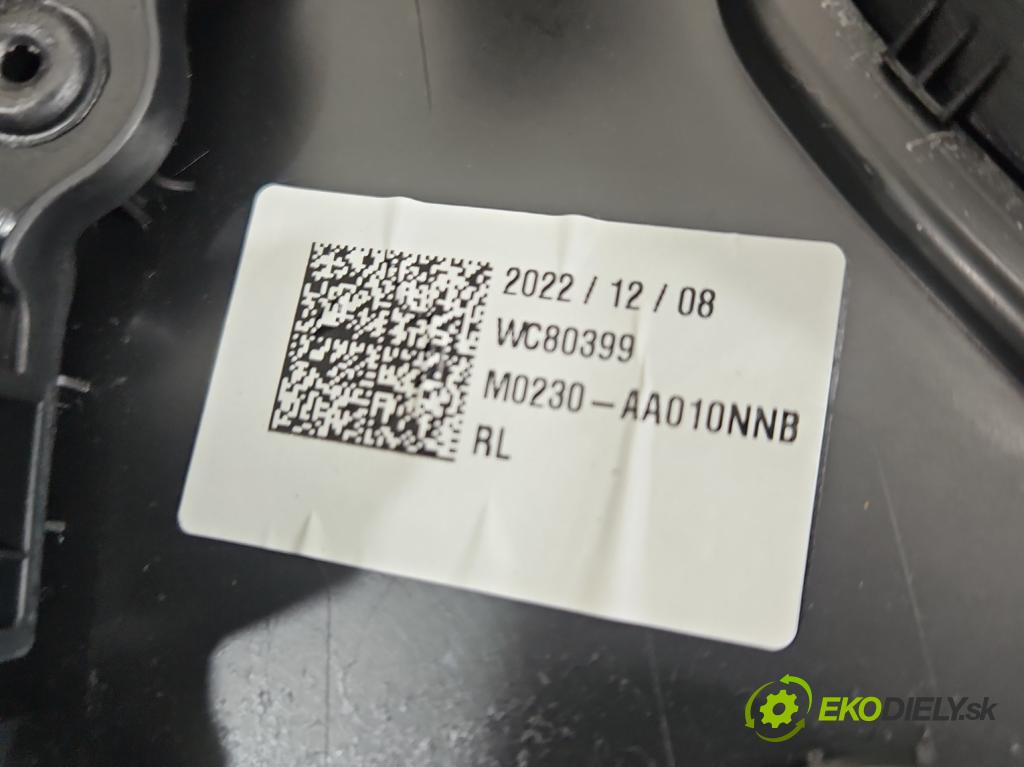 2022 / 12 / 08
WC80399
M0230-AA010NNB
RL
EKODIELY.sk